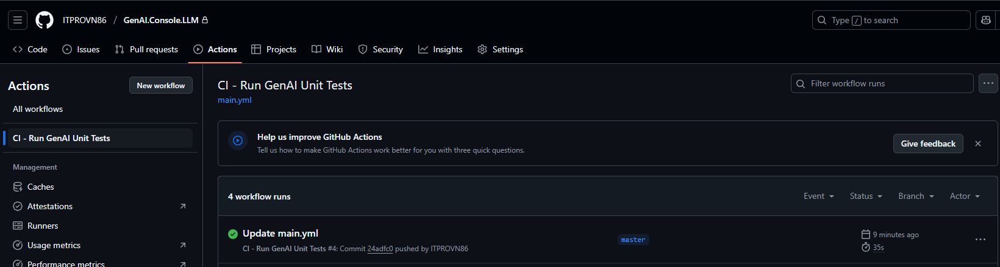 ITPROVN86 / GenAI.Console.LLM
Type / to search
Code Issues Pull requests Actions Projects Wiki Security Insights Settings
Actions
New workflow
All workflows
CI - Run GenAI Unit Tests
Management
Caches
Attestations
Runners
Usage metrics
Performance metrics
CI - Run GenAI Unit Tests
main.yml
Filter workflow runs
Help us improve GitHub Actions
Tell us how to make GitHub Actions work better for you with three quick questions.
Give feedback
4 workflow runs
Event Status Branch Actor
Update main.yml
CI - Run GenAI Unit Tests #4: Commit 24adfc0 pushed by ITPROVN86
master
9 minutes ago
35s